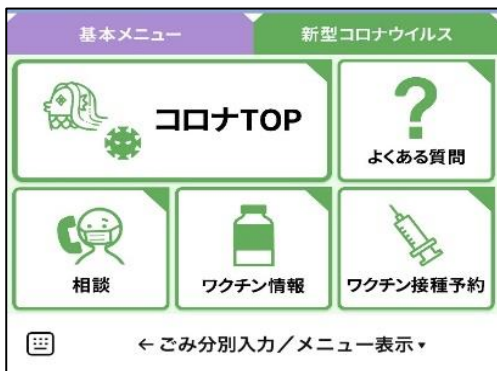 基本メニュー
新型コロナウイルス
コロナTOP
?
よくある質問
相談
ワクチン情報
ワクチン接種予約
←ごみ分別入力／メニュー表示▾